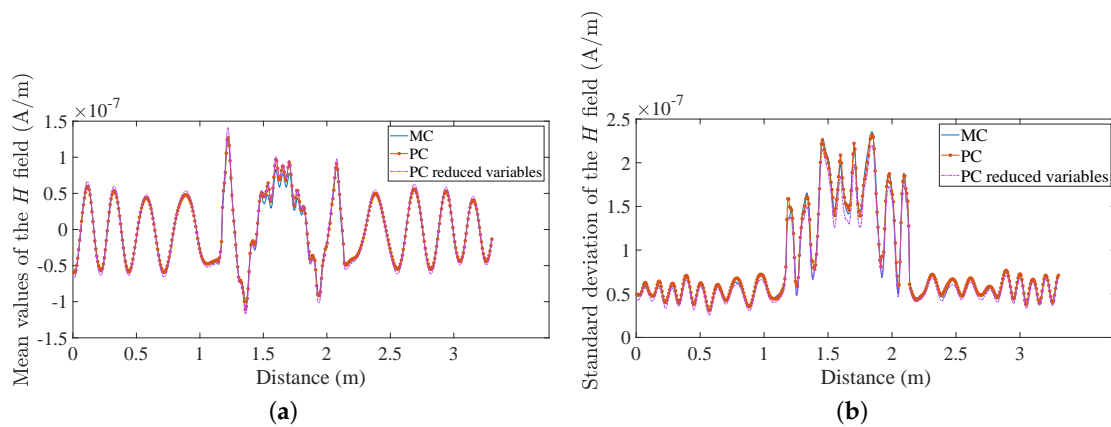 ×10⁻⁷
Mean values of the H field (A/m)
1.5
1
0.5
0
-0.5
-1
1.5
0
0.5
1
1.5
2
2.5
3
Distance (m)
MC
PC
PC reduced variables
(a)
×10⁻⁷
Standard deviation of the H field (A/m)
2.5
2
1.5
1
0.5
0
0
0.5
1
1.5
2
2.5
3
Distance (m)
MC
PC
PC reduced variables
(b)